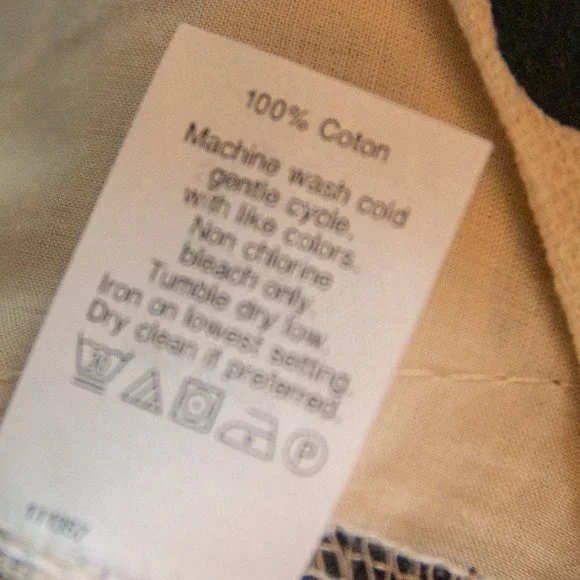 100% Coton
Machine wash cold
gentle cycle,
with like colors.
Non chlorine
bleach only.
Tumble dry low.
Iron on lowest setting.
Dry clean if preferred.
30
P